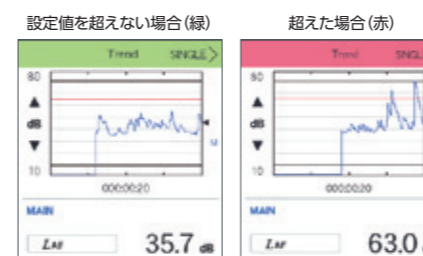 設定値を超えない場合（緑）
超えた場合（赤）
Trend SINGLE
80
dB
10
000:00:20
M
MAIN
LAF 35.7 dB
Trend
80
dB
10
000:00:20
MAIN
LAF 63.0